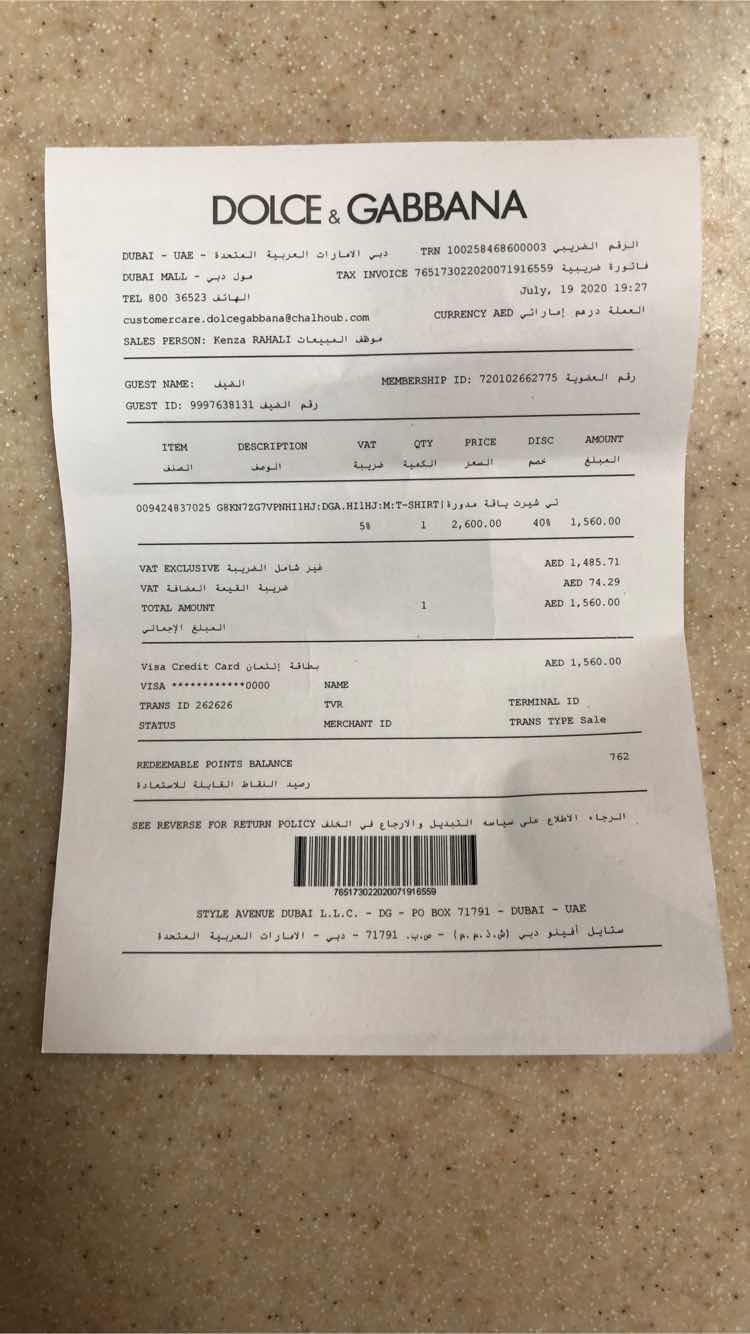 DOLCE & GABBANA
DUBAI - UAE - دبي الامارات العربية المتحدة TRN 100258468600003 الرقم الضريبي
DUBAI MALL - مول دبي TAX INVOICE 765173022020071916559 فاتورة ضريبية
TEL 800 36523 الهاتف July, 19 2020 19:27
customercare.dolcegabbana@chalhoub.com CURRENCY AED العملة درهم إماراتي
SALES PERSON: Kenza RAHALI موظف المبيعات
GUEST NAME: الضيف MEMBERSHIP ID: 720102662775 رقم العضوية
GUEST ID: 9997638131 رقم الضيف
ITEM DESCRIPTION VAT QTY PRICE DISC AMOUNT
الصنف الوصف ضريبة الكمية السعر خصم المبلغ
009424837025 G8KN7ZG7VPNHI1HJ:DGA.HI1HJ:M:T-SHIRT|تي شيرت ياقة مدورة
5% 1 2,600.00 40% 1,560.00
VAT EXCLUSIVE غير شامل الضريبة AED 1,485.71
VAT ضريبة القيمة المضافة AED 74.29
TOTAL AMOUNT 1 AED 1,560.00
المبلغ الإجمالي
Visa Credit Card بطاقة إئتمان AED 1,560.00
VISA ************0000 NAME
TRANS ID 262626 TVR TERMINAL ID
STATUS MERCHANT ID TRANS TYPE Sale
REDEEMABLE POINTS BALANCE 762
رصيد النقاط القابلة للاستعادة
SEE REVERSE FOR RETURN POLICY الرجاء الاطلاع على سياسه التبديل والارجاع في الخلف
765173022020071916559
STYLE AVENUE DUBAI L.L.C. - DG - PO BOX 71791 - DUBAI - UAE
ستايل أفينو دبي (ش.ذ.م.م) - ص.ب. 71791 - دبي - الامارات العربية المتحدة